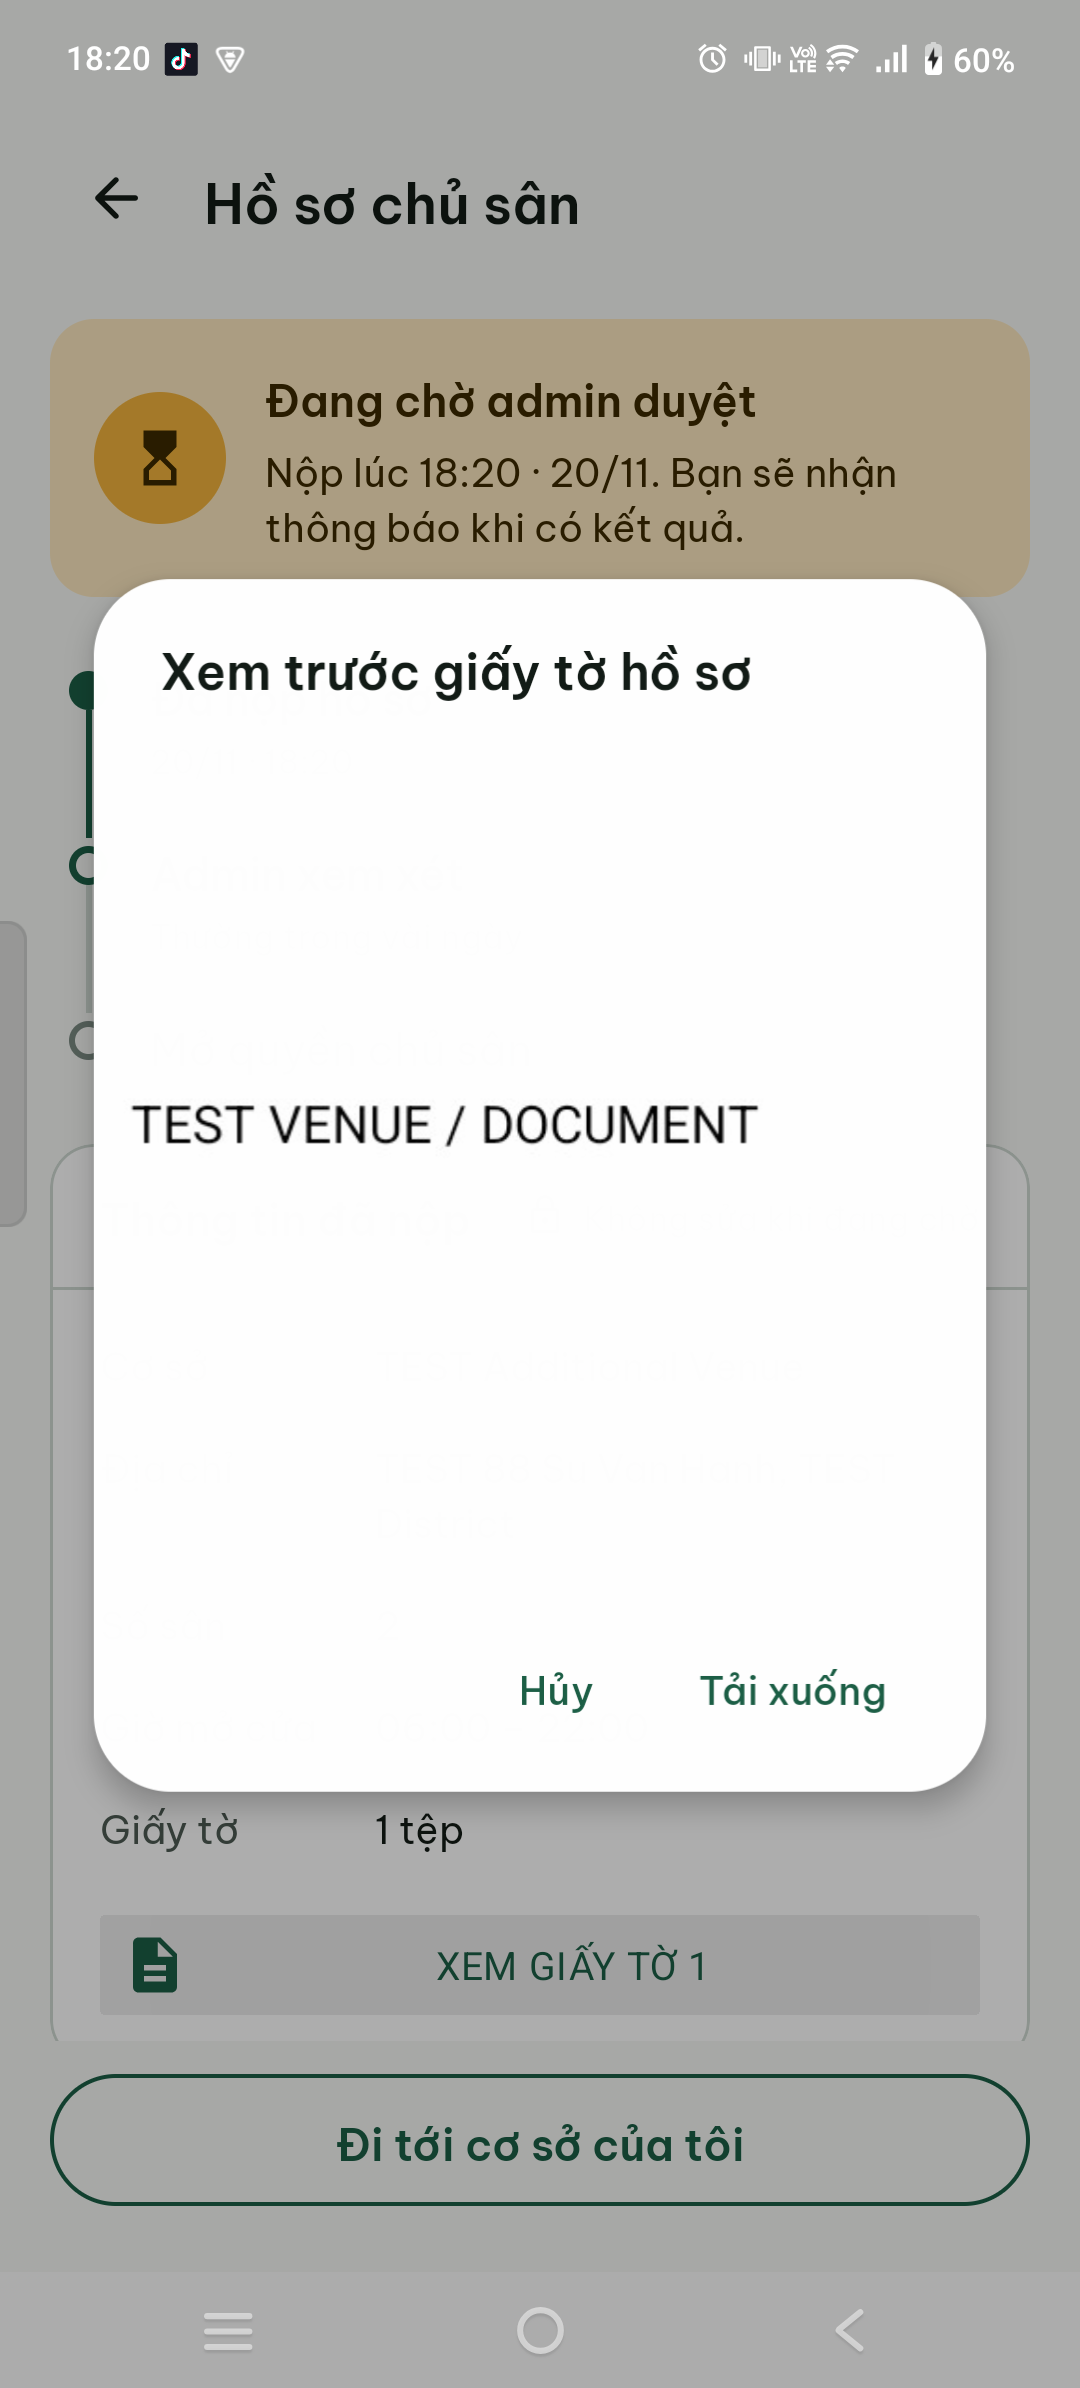 18:20
60%
Hồ sơ chủ sân
Đang chờ admin duyệt
Nộp lúc 18:20 · 20/11. Bạn sẽ nhận
thông báo khi có kết quả.
Xem trước giấy tờ hồ sơ
TEST VENUE / DOCUMENT
Hủy
Tải xuống
Giấy tờ
1 tệp
XEM GIẤY TỜ 1
Đi tới cơ sở của tôi